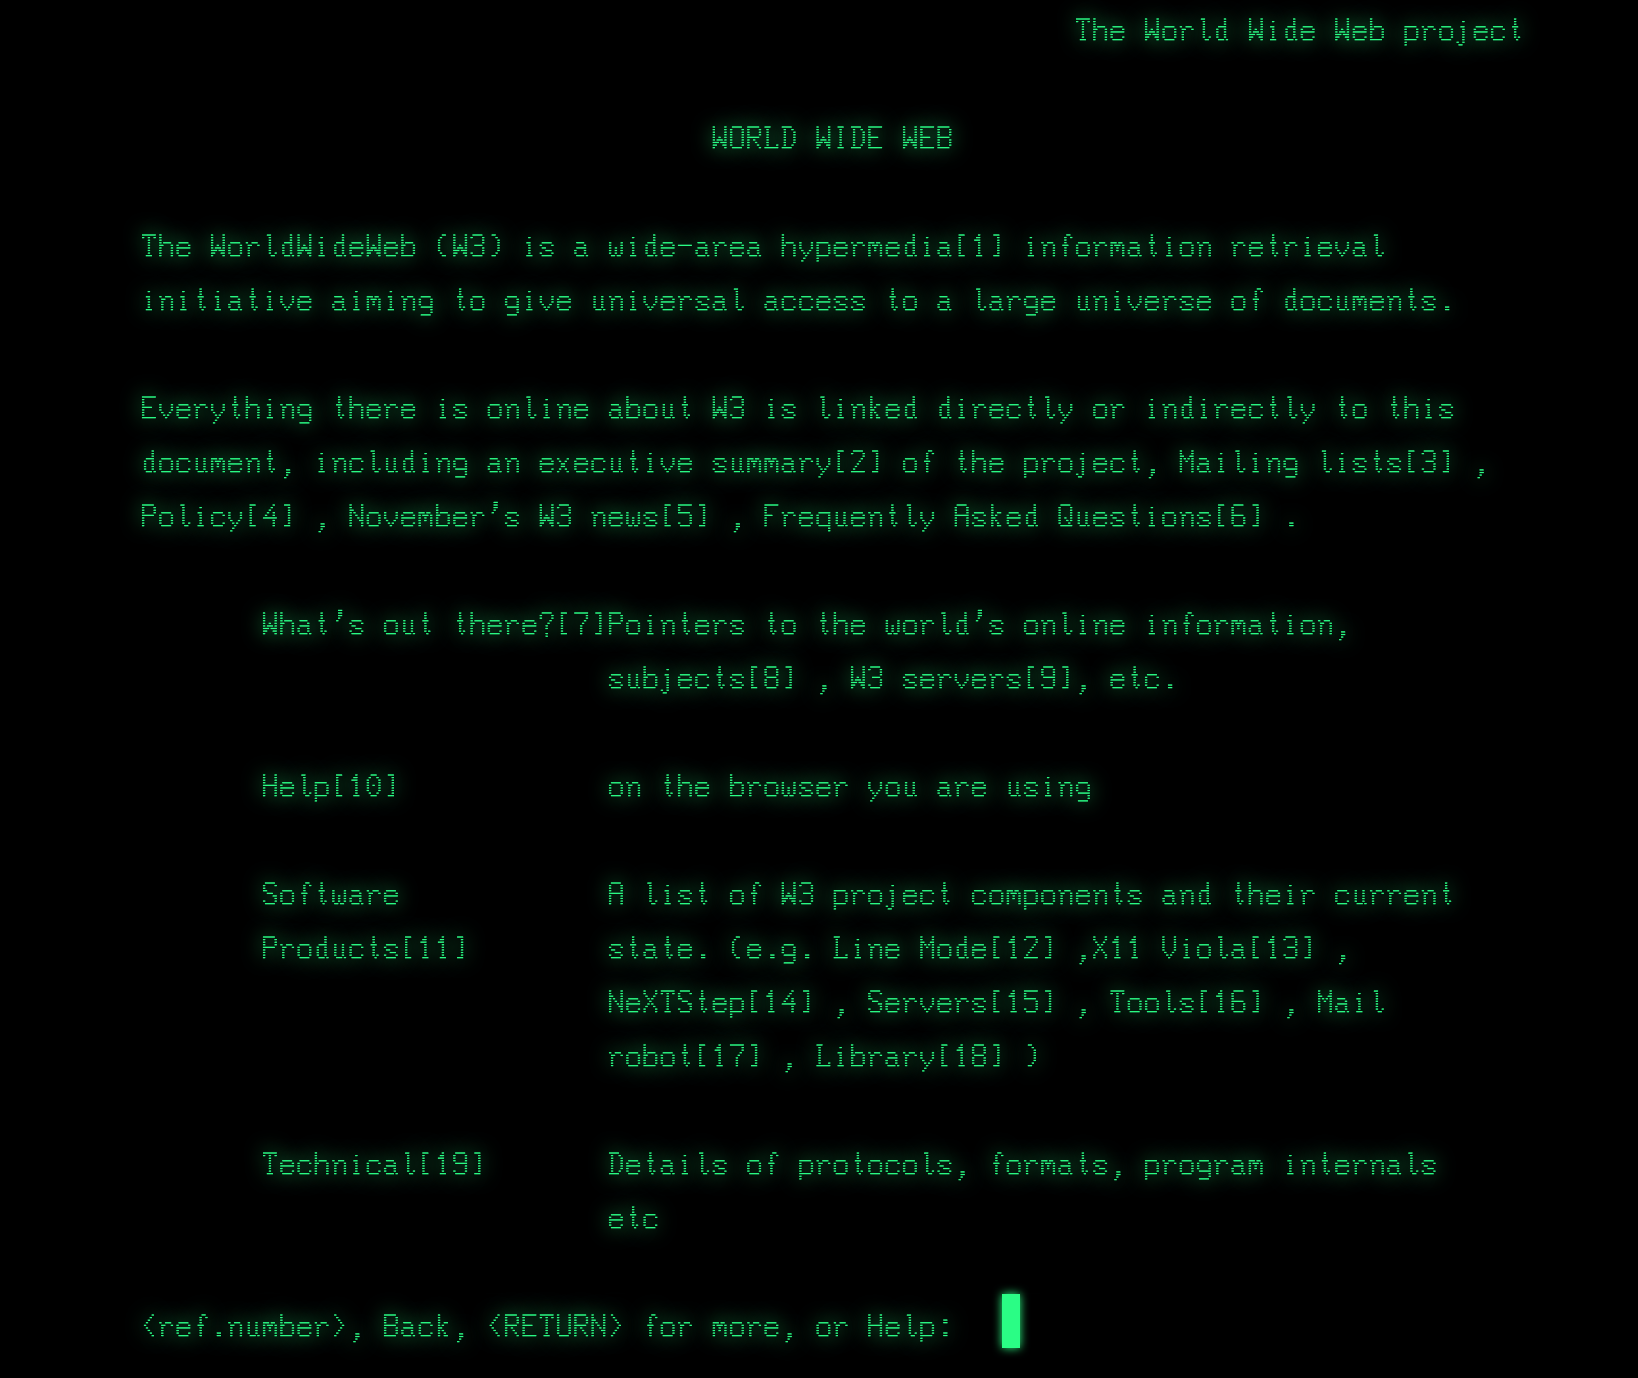 The World Wide Web project
WORLD WIDE WEB
The WorldWideWeb (W3) is a wide-area hypermedia[1] information retrieval
initiative aiming to give universal access to a large universe of documents.
Everything there is online about W3 is linked directly or indirectly to this
document, including an executive summary[2] of the project, Mailing lists[3] ,
Policy[4] , November's W3 news[5] , Frequently Asked Questions[6] .
What's out there?[7]Pointers to the world's online information,
subjects[8] , W3 servers[9], etc.
Help[10] on the browser you are using
Software A list of W3 project components and their current
Products[11] state. (e.g. Line Mode[12] ,X11 Viola[13] ,
NeXTStep[14] , Servers[15] , Tools[16] , Mail
robot[17] , Library[18] )
Technical[19] Details of protocols, formats, program internals
etc
<ref.number>, Back, <RETURN> for more, or Help: